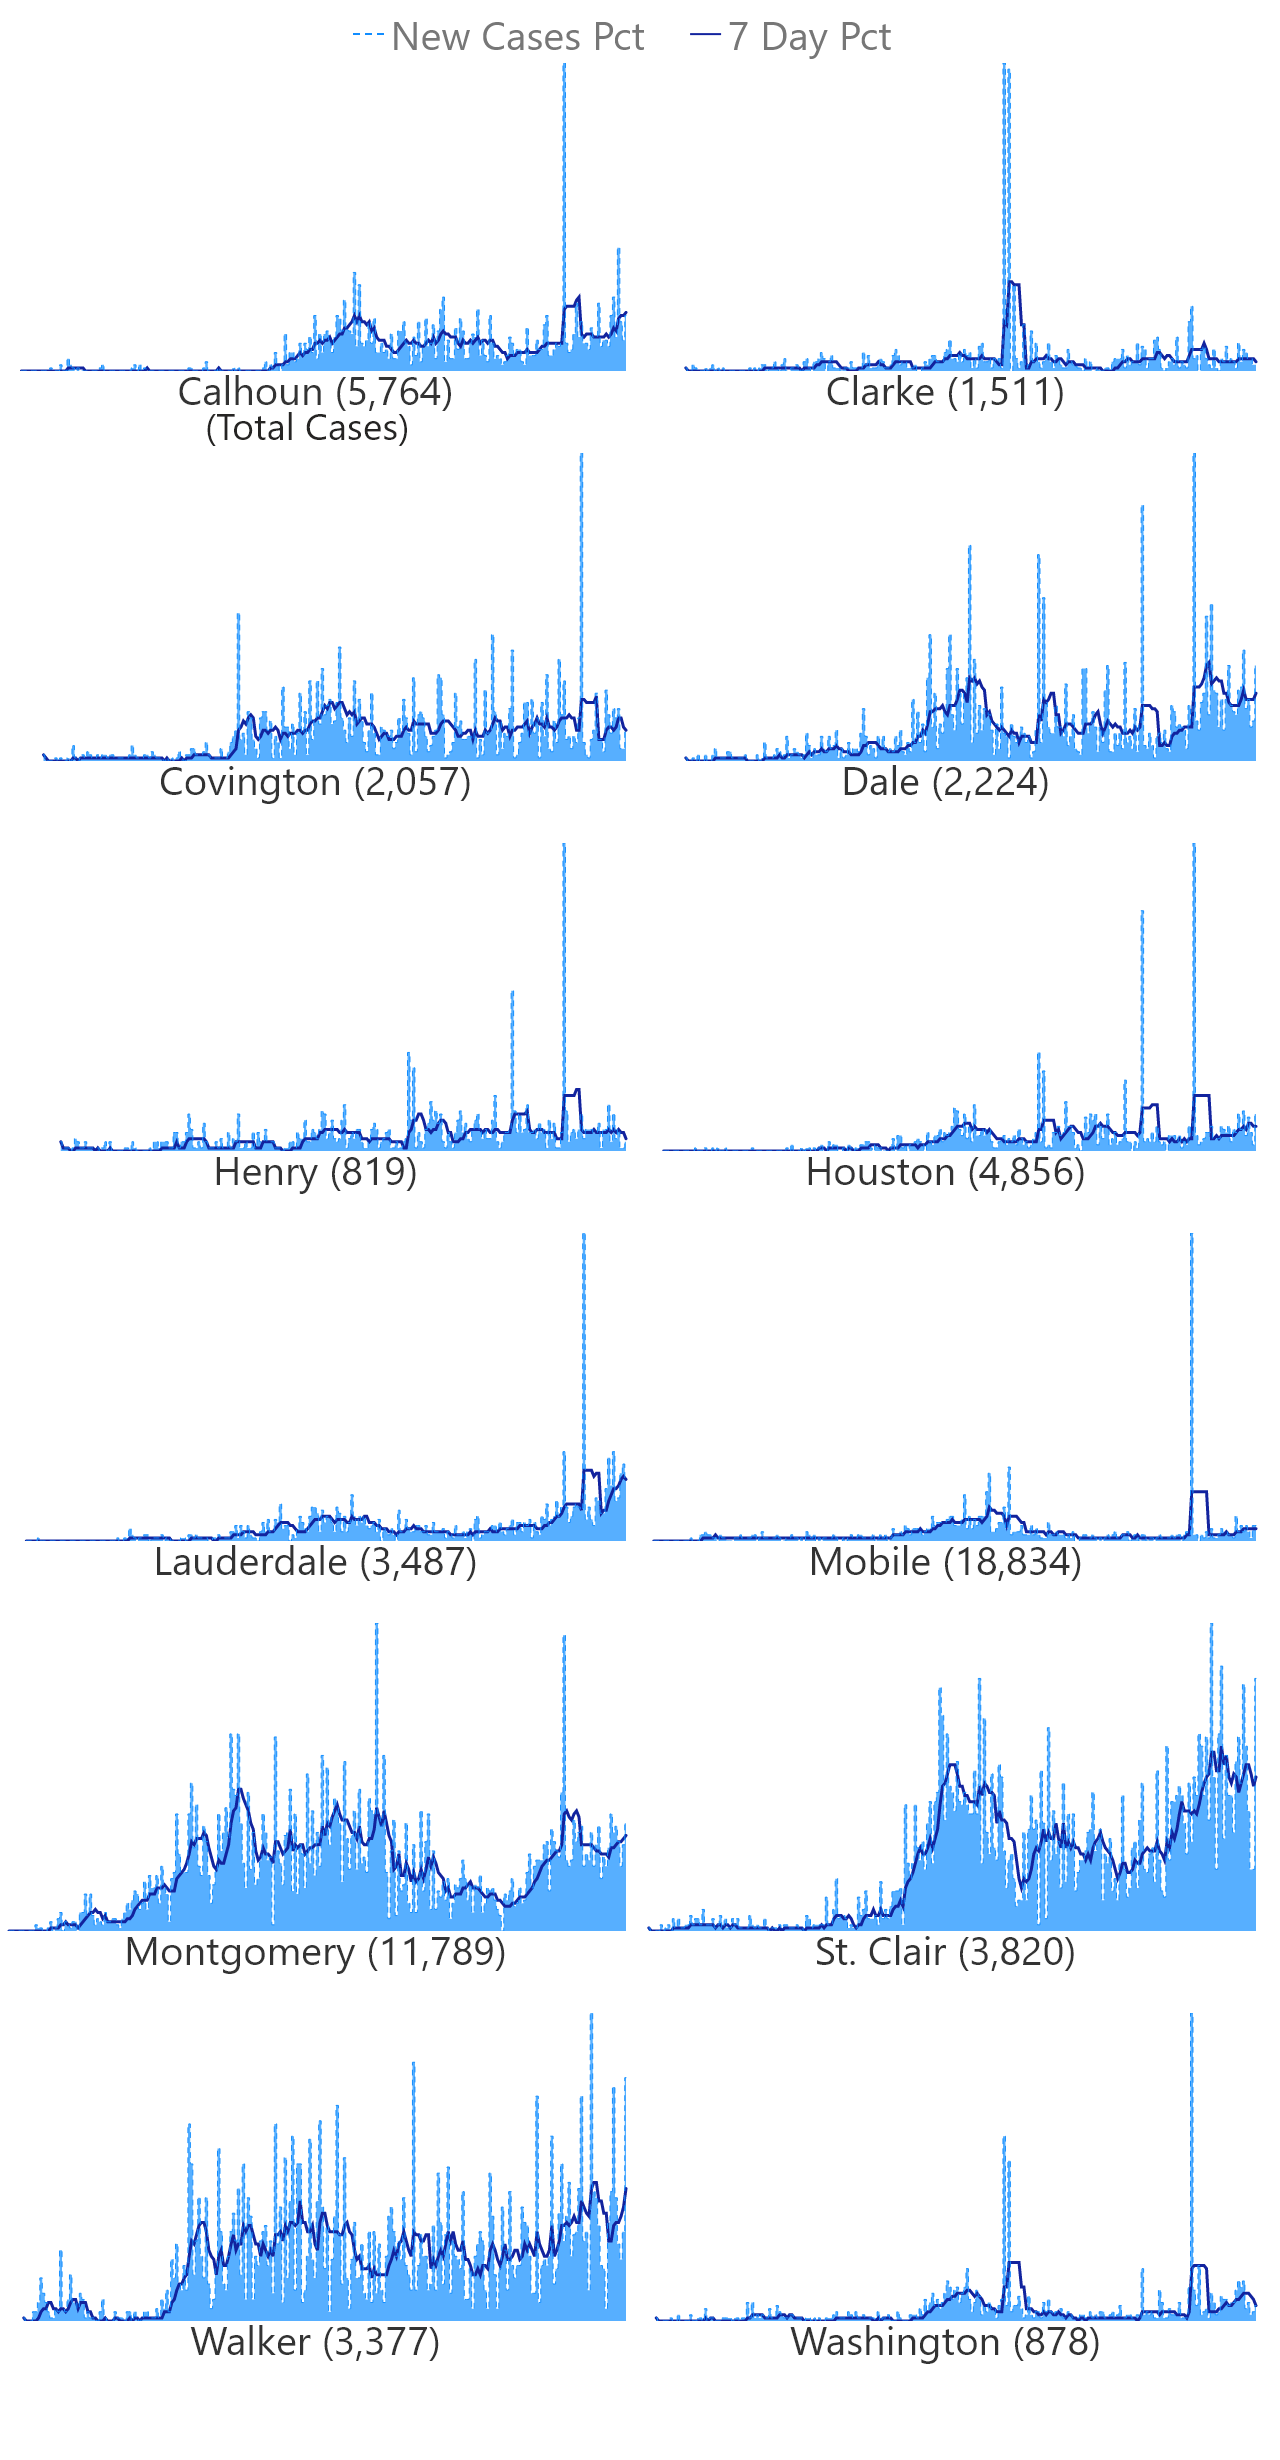 New Cases Pct 7 Day Pct
Calhoun (5,764) Clarke (1,511)
(Total Cases)
Covington (2,057) Dale (2,224)
Henry (819) Houston (4,856)
Lauderdale (3,487) Mobile (18,834)
Montgomery (11,789) St. Clair (3,820)
Walker (3,377) Washington (878)